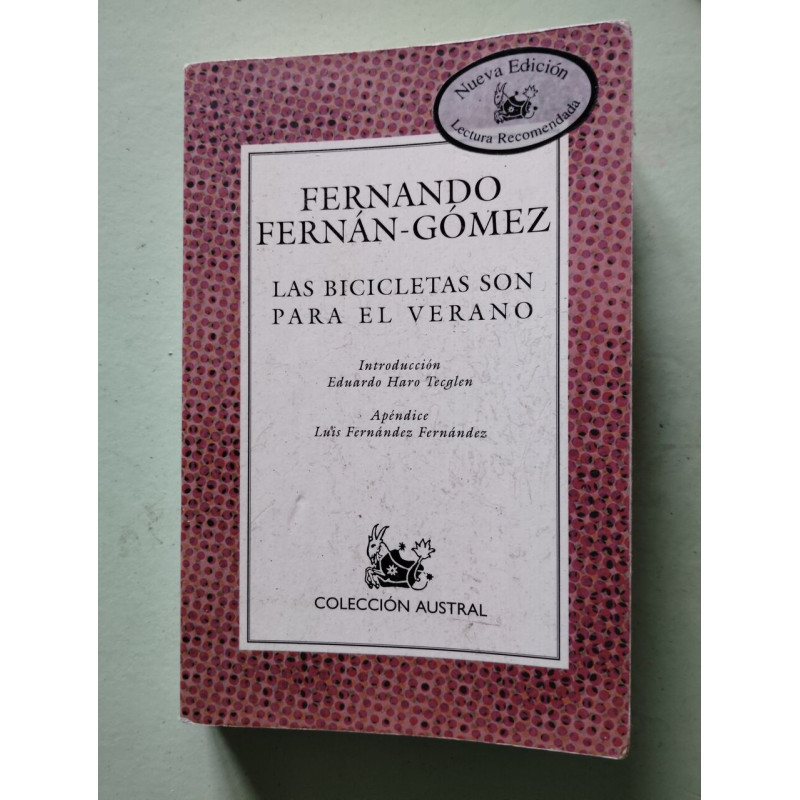 Nueva Edición
Lectura Recomendada
FERNANDO
FERNÁN-GÓMEZ
LAS BICICLETAS SON
PARA EL VERANO
Introducción
Eduardo Haro Tecglen
Apéndice
Luis Fernández Fernández
COLECCIÓN AUSTRAL